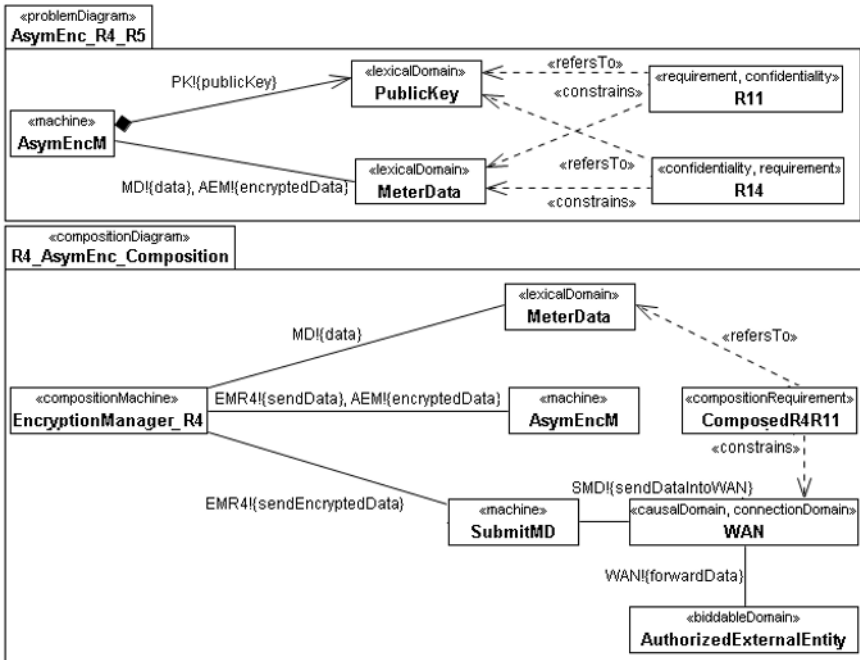 «problemDiagram»
AsymEnc_R4_R5
PK!{publicKey}
«lexicalDomain»
PublicKey
«refersTo»
«constrains»
«requirement, confidentiality»
R11
«machine»
AsymEncM
MD!{data}, AEM!{encryptedData}
«lexicalDomain»
MeterData
«refersTo»
«constrains»
«confidentiality, requirement»
R14
«compositionDiagram»
R4_AsymEnc_Composition
MD!{data}
«lexicalDomain»
MeterData
«refersTo»
«compositionMachine»
EncryptionManager_R4
EMR4!{sendData}, AEM!{encryptedData}
«machine»
AsymEncM
«compositionRequirement»
ComposedR4R11
«constrains»
EMR4!{sendEncryptedData}
«machine»
SubmitMD
SMD!{sendDataIntoWAN}
«causalDomain, connectionDomain»
WAN
WAN!{forwardData}
«biddableDomain»
AuthorizedExternalEntity